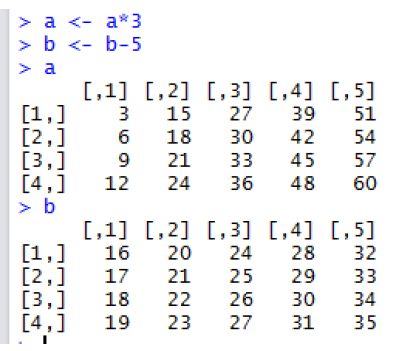 > a <- a*3
> b <- b-5
> a
     [,1] [,2] [,3] [,4] [,5]
[1,]    3   15   27   39   51
[2,]    6   18   30   42   54
[3,]    9   21   33   45   57
[4,]   12   24   36   48   60
> b
     [,1] [,2] [,3] [,4] [,5]
[1,]   16   20   24   28   32
[2,]   17   21   25   29   33
[3,]   18   22   26   30   34
[4,]   19   23   27   31   35